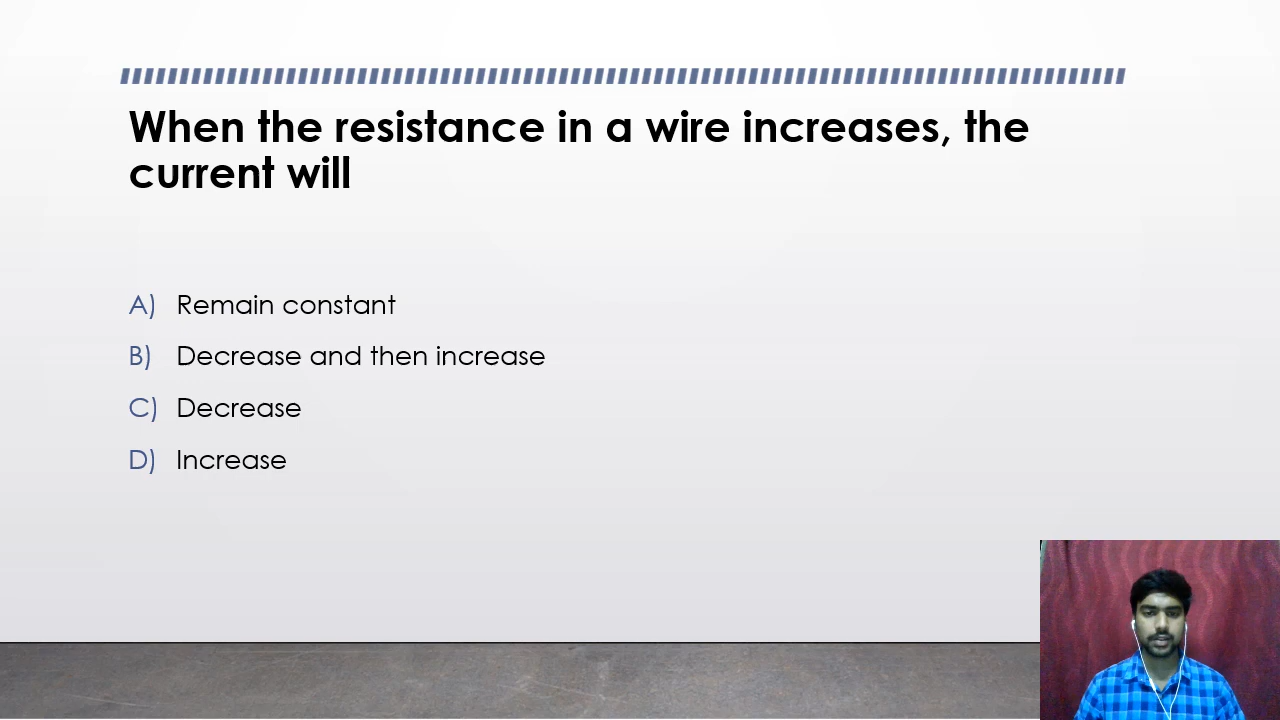 When the resistance in a wire increases, the
current will
A) Remain constant
B) Decrease and then increase
C) Decrease
D) Increase